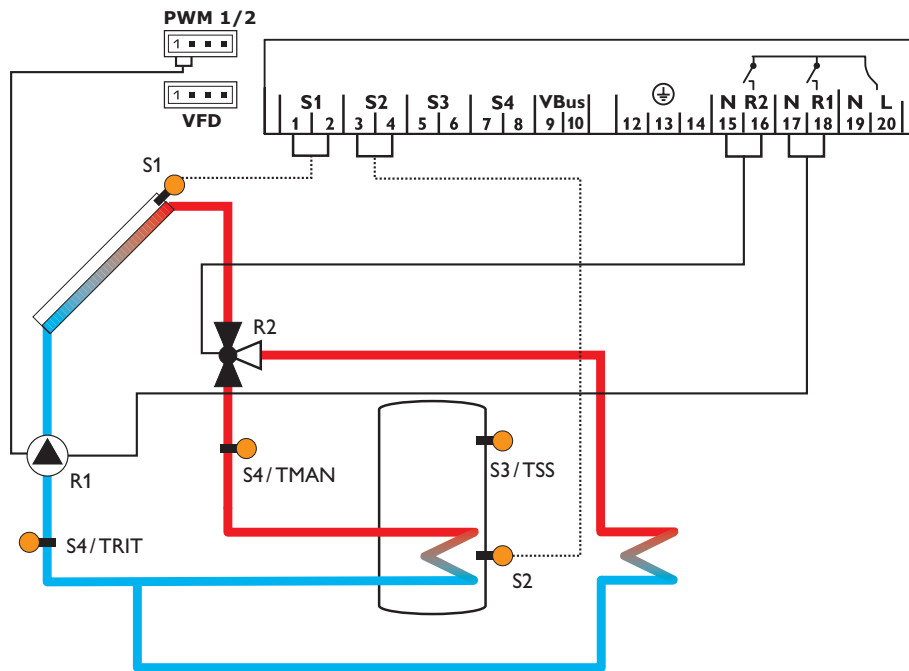 PWM 1/2
1
1
VFD
S1 S2 S3 S4 VBus N R2 N R1 N L
1 2 3 4 5 6 7 8 9 10 12 13 14 15 16 17 18 19 20
S1
R2
S4/TMAN
S3/TSS
R1
S4/TRIT
S2